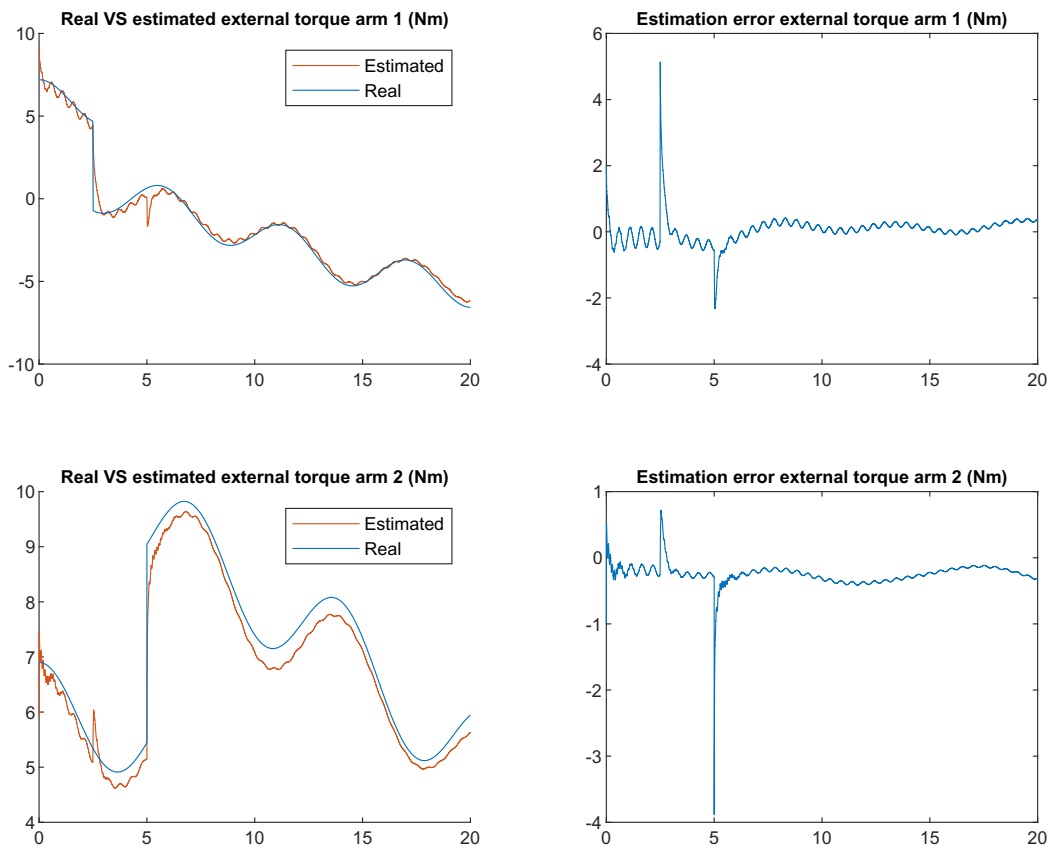 Real VS estimated external torque arm 1 (Nm)
10
5
0
-5
-10
0 5 10 15 20
Estimated
Real
Estimation error external torque arm 1 (Nm)
6
4
2
0
-2
-4
0 5 10 15 20
Real VS estimated external torque arm 2 (Nm)
10
9
8
7
6
5
4
0 5 10 15 20
Estimated
Real
Estimation error external torque arm 2 (Nm)
1
0
-1
-2
-3
-4
0 5 10 15 20